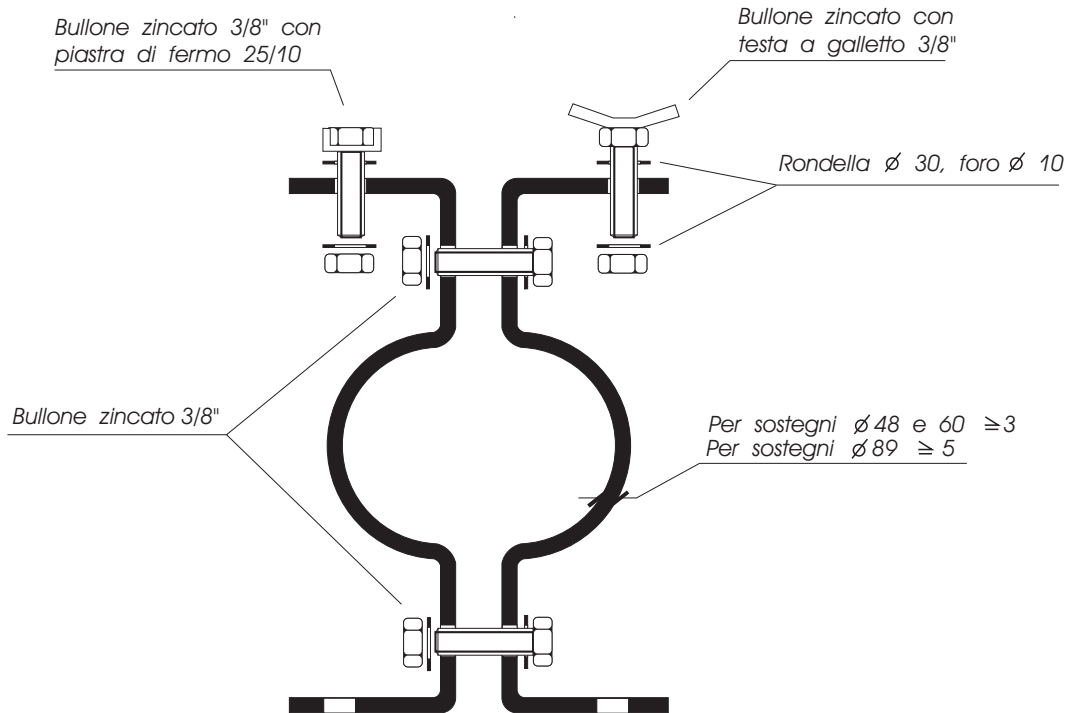 Bullone zincato 3/8" con
piastra di fermo 25/10
Bullone zincato con
testa a galletto 3/8"
Rondella ⌀ 30, foro ⌀ 10
Bullone zincato 3/8"
Per sostegni ⌀ 48 e 60 ≥ 3
Per sostegni ⌀ 89 ≥ 5